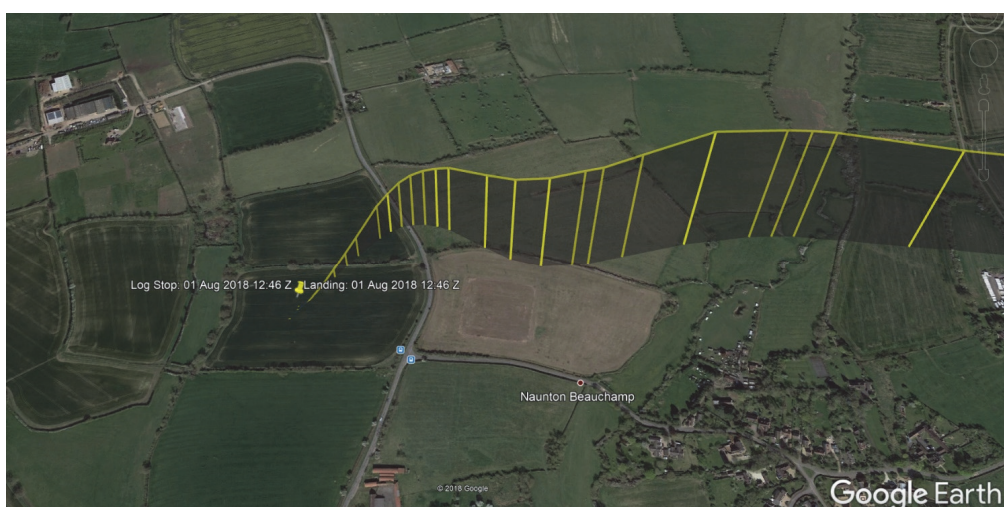 Log Stop: 01 Aug 2018 12:46 Z
Landing: 01 Aug 2018 12:46 Z
Naunton Beauchamp
© 2018 Google
Google Earth